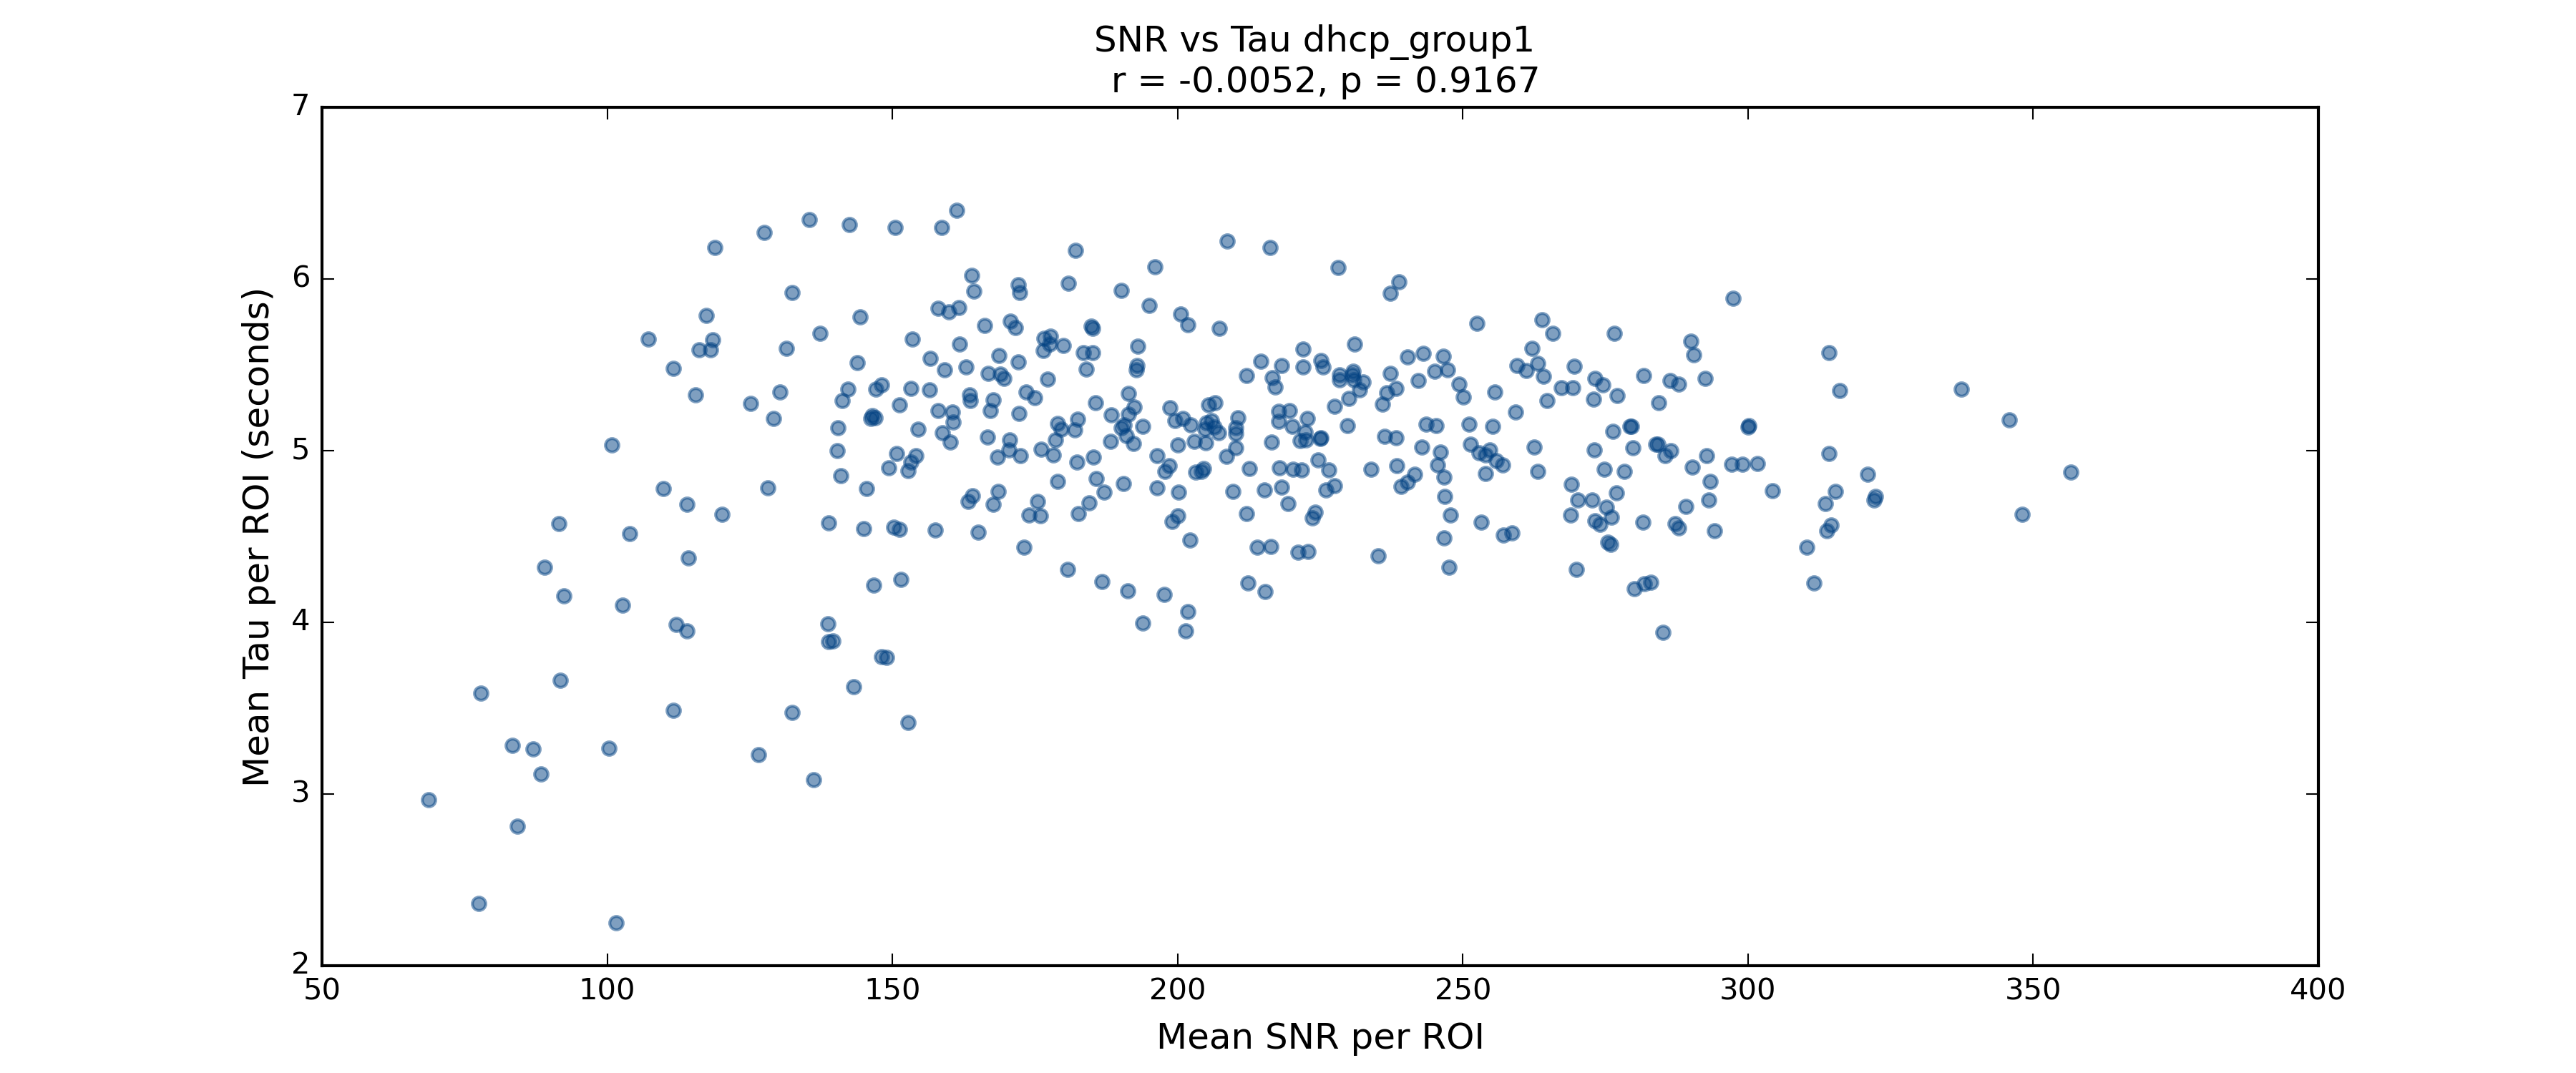 SNR vs Tau dhcp_group1
r = -0.0052, p = 0.9167
7
6
5
4
3
2
Mean Tau per ROI (seconds)
50 100 150 200 250 300 350 400
Mean SNR per ROI